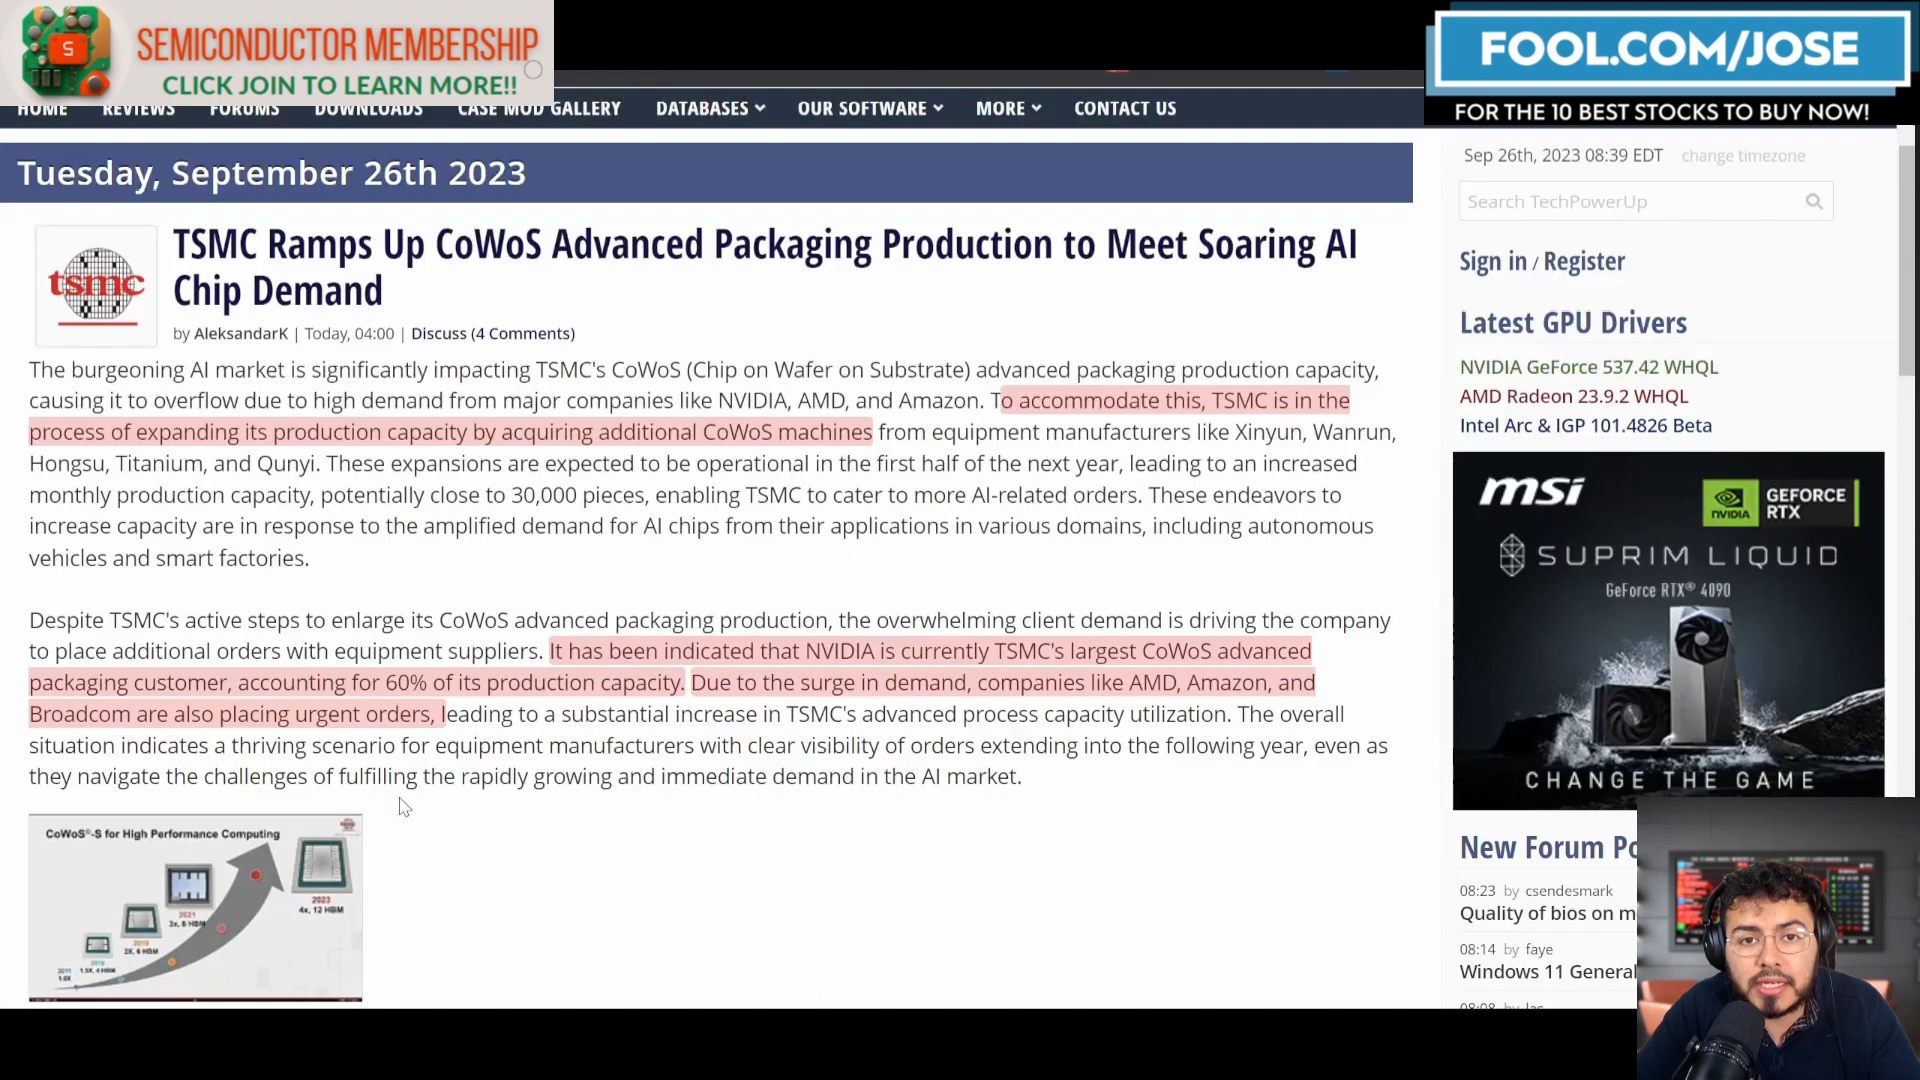 S
SEMICONDUCTOR MEMBERSHIP
CLICK JOIN TO LEARN MORE!!
FOOL.COM/JOSE
FOR THE 10 BEST STOCKS TO BUY NOW!
HOME REVIEWS FORUMS DOWNLOADS CASE MOD GALLERY DATABASES OUR SOFTWARE MORE CONTACT US
Tuesday, September 26th 2023
tsmc
TSMC Ramps Up CoWoS Advanced Packaging Production to Meet Soaring AI
Chip Demand
by AleksandarK | Today, 04:00 | Discuss (4 Comments)
The burgeoning AI market is significantly impacting TSMC's CoWoS (Chip on Wafer on Substrate) advanced packaging production capacity,
causing it to overflow due to high demand from major companies like NVIDIA, AMD, and Amazon. To accommodate this, TSMC is in the
process of expanding its production capacity by acquiring additional CoWoS machines from equipment manufacturers like Xinyun, Wanrun,
Hongsu, Titanium, and Qunyi. These expansions are expected to be operational in the first half of the next year, leading to an increased
monthly production capacity, potentially close to 30,000 pieces, enabling TSMC to cater to more AI-related orders. These endeavors to
increase capacity are in response to the amplified demand for AI chips from their applications in various domains, including autonomous
vehicles and smart factories.
Despite TSMC's active steps to enlarge its CoWoS advanced packaging production, the overwhelming client demand is driving the company
to place additional orders with equipment suppliers. It has been indicated that NVIDIA is currently TSMC's largest CoWoS advanced
packaging customer, accounting for 60% of its production capacity. Due to the surge in demand, companies like AMD, Amazon, and
Broadcom are also placing urgent orders, leading to a substantial increase in TSMC's advanced process capacity utilization. The overall
situation indicates a thriving scenario for equipment manufacturers with clear visibility of orders extending into the following year, even as
they navigate the challenges of fulfilling the rapidly growing and immediate demand in the AI market.
CoWoS®-S for High Performance Computing
2023
4x, 12 HBM
2021
3x, 8 HBM
2019
2X, 6 HBM
1.5X, 4 HBM
2011
1.0X
Sep 26th, 2023 08:39 EDT change timezone
Search TechPowerUp
Sign in / Register
Latest GPU Drivers
NVIDIA GeForce 537.42 WHQL
AMD Radeon 23.9.2 WHQL
Intel Arc & IGP 101.4826 Beta
msi
NVIDIA
GEFORCE
RTX
SUPRIM LIQUID
GeForce RTX® 4090
CHANGE THE GAME
New Forum Po
08:23 by csendesmark
Quality of bios on m
08:14 by faye
Windows 11 General